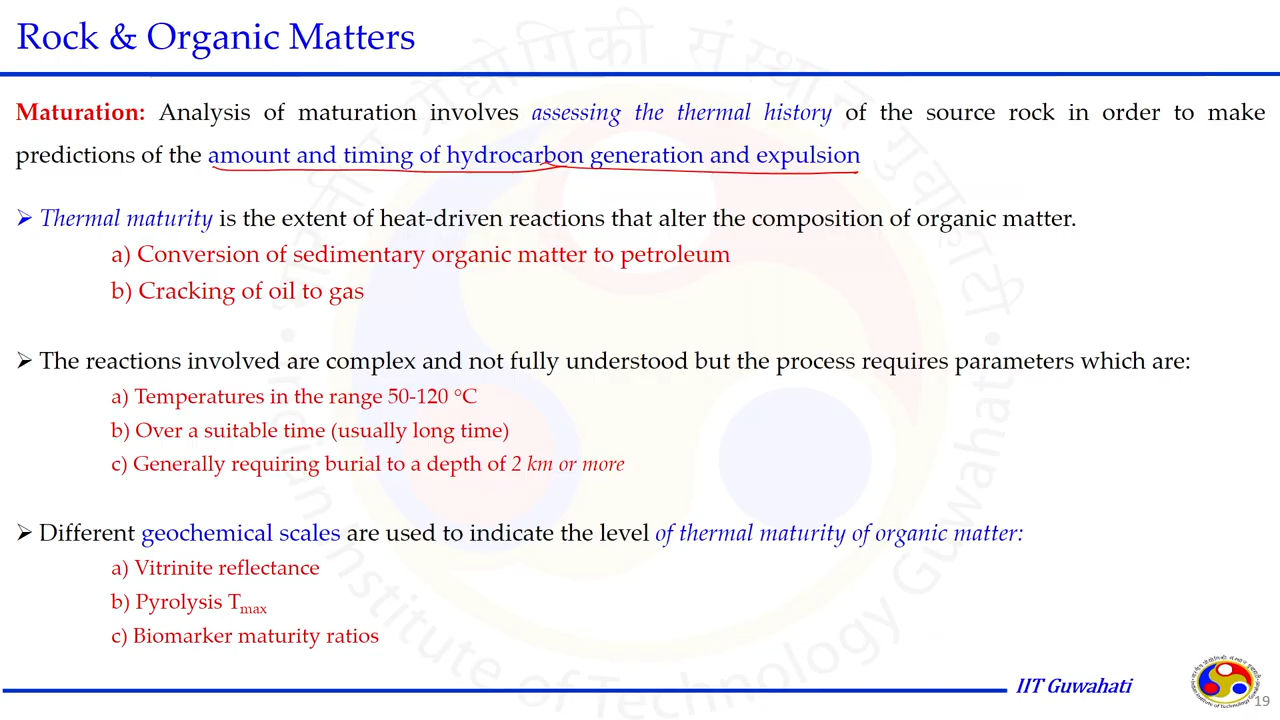 Rock & Organic Matters
Maturation: Analysis of maturation involves assessing the thermal history of the source rock in order to make
predictions of the amount and timing of hydrocarbon generation and expulsion
➢ Thermal maturity is the extent of heat-driven reactions that alter the composition of organic matter.
a) Conversion of sedimentary organic matter to petroleum
b) Cracking of oil to gas
➢ The reactions involved are complex and not fully understood but the process requires parameters which are:
a) Temperatures in the range 50-120 °C
b) Over a suitable time (usually long time)
c) Generally requiring burial to a depth of 2 km or more
➢ Different geochemical scales are used to indicate the level of thermal maturity of organic matter:
a) Vitrinite reflectance
b) Pyrolysis Tmax
c) Biomarker maturity ratios
IIT Guwahati
19
Indian Institute of Technology Guwahati